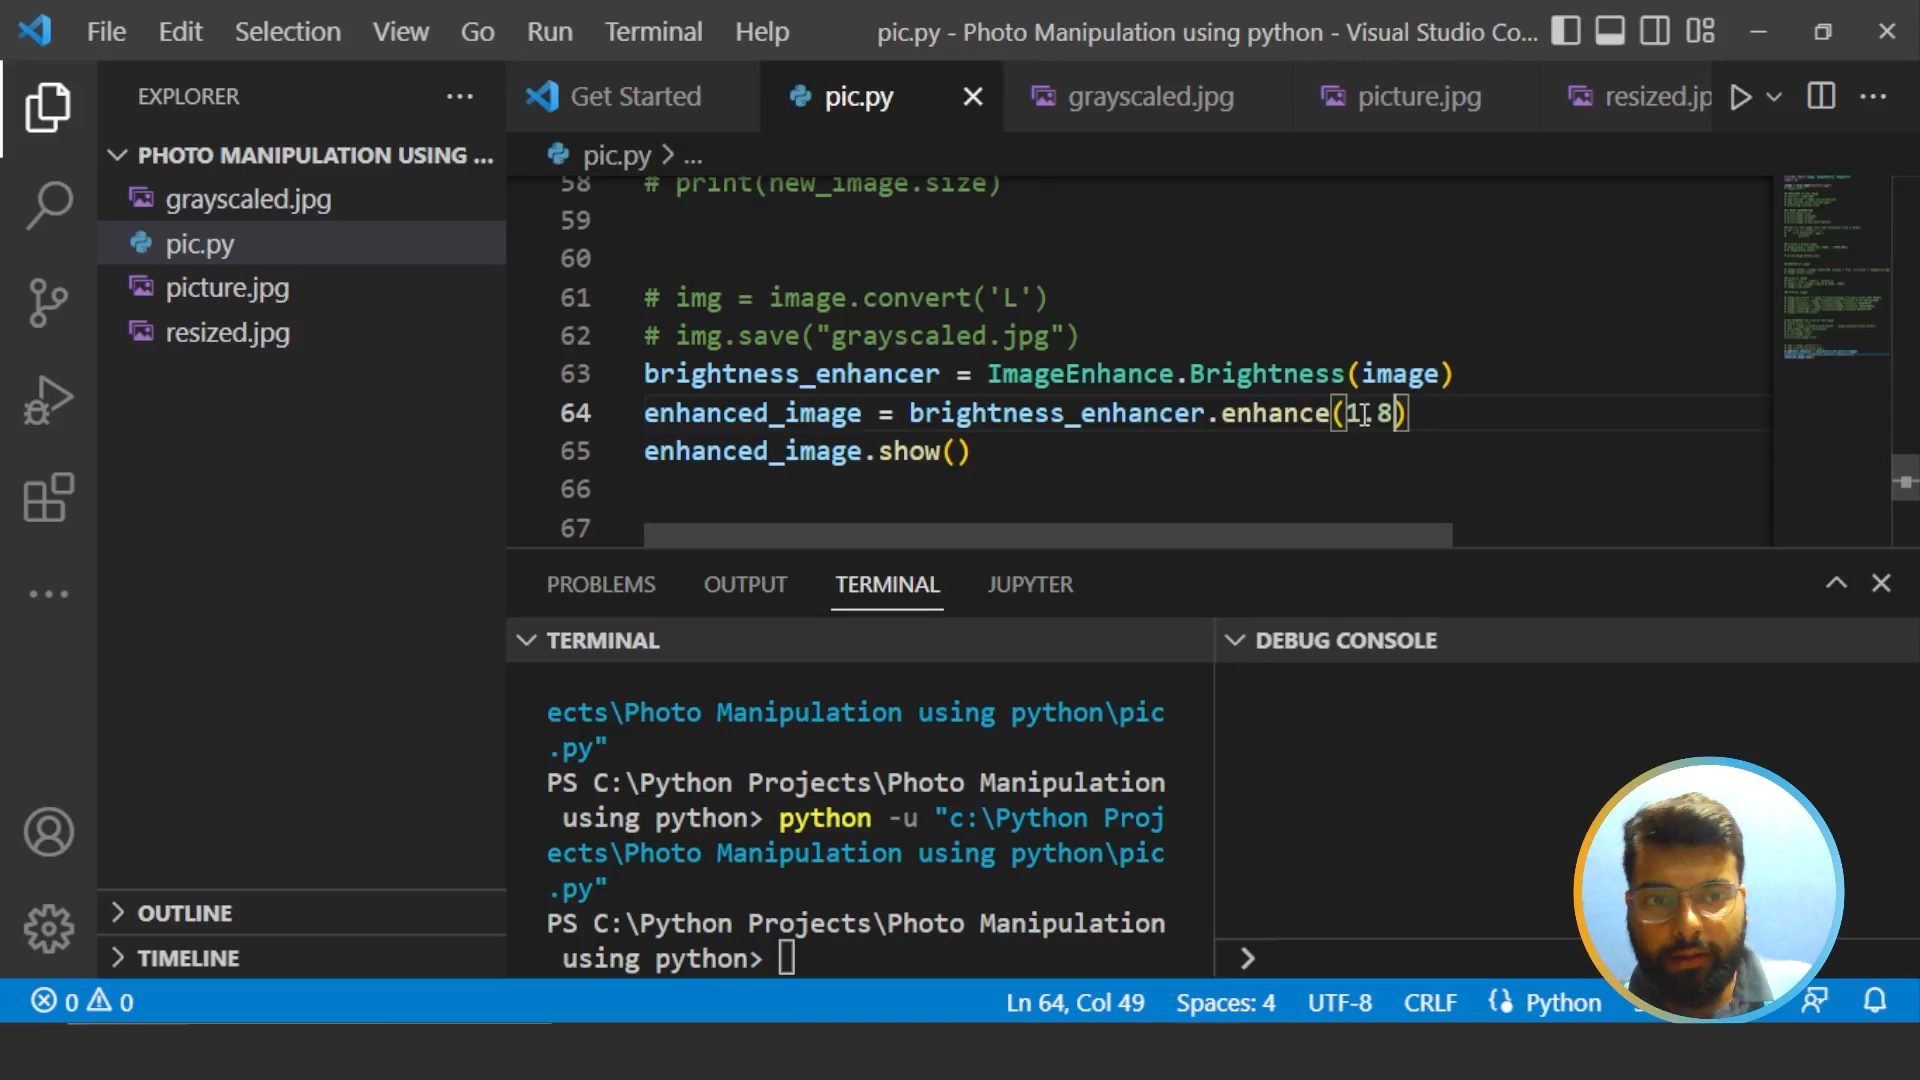 File Edit Selection View Go Run Terminal Help pic.py - Photo Manipulation using python - Visual Studio Co...
EXPLORER
PHOTO MANIPULATION USING ...
grayscaled.jpg
pic.py
picture.jpg
resized.jpg
OUTLINE
TIMELINE
Get Started pic.py grayscaled.jpg picture.jpg resized.jp
pic.py > ...
58 # print(new_image.size)
59
60
61 # img = image.convert('L')
62 # img.save("grayscaled.jpg")
63 brightness_enhancer = ImageEnhance.Brightness(image)
64 enhanced_image = brightness_enhancer.enhance(1.8)
65 enhanced_image.show()
66
67
PROBLEMS OUTPUT TERMINAL JUPYTER
TERMINAL
ects\Photo Manipulation using python\pic
.py"
PS C:\Python Projects\Photo Manipulation
using python> python -u "c:\Python Proj
ects\Photo Manipulation using python\pic
.py"
PS C:\Python Projects\Photo Manipulation
using python>
DEBUG CONSOLE
0 0 Ln 64, Col 49 Spaces: 4 UTF-8 CRLF Python